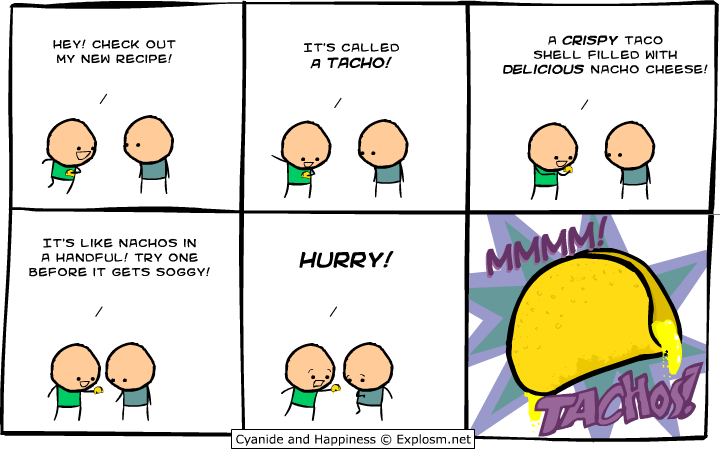 HEY! CHECK OUT
MY NEW RECIPE!
IT'S CALLED
A TACHO!
A CRISPY TACO
SHELL FILLED WITH
DELICIOUS NACHO CHEESE!
IT'S LIKE NACHOS IN
A HANDFUL! TRY ONE
BEFORE IT GETS SOGGY!
HURRY!
MMMM!
TACHOS!
Cyanide and Happiness © Explosm.net